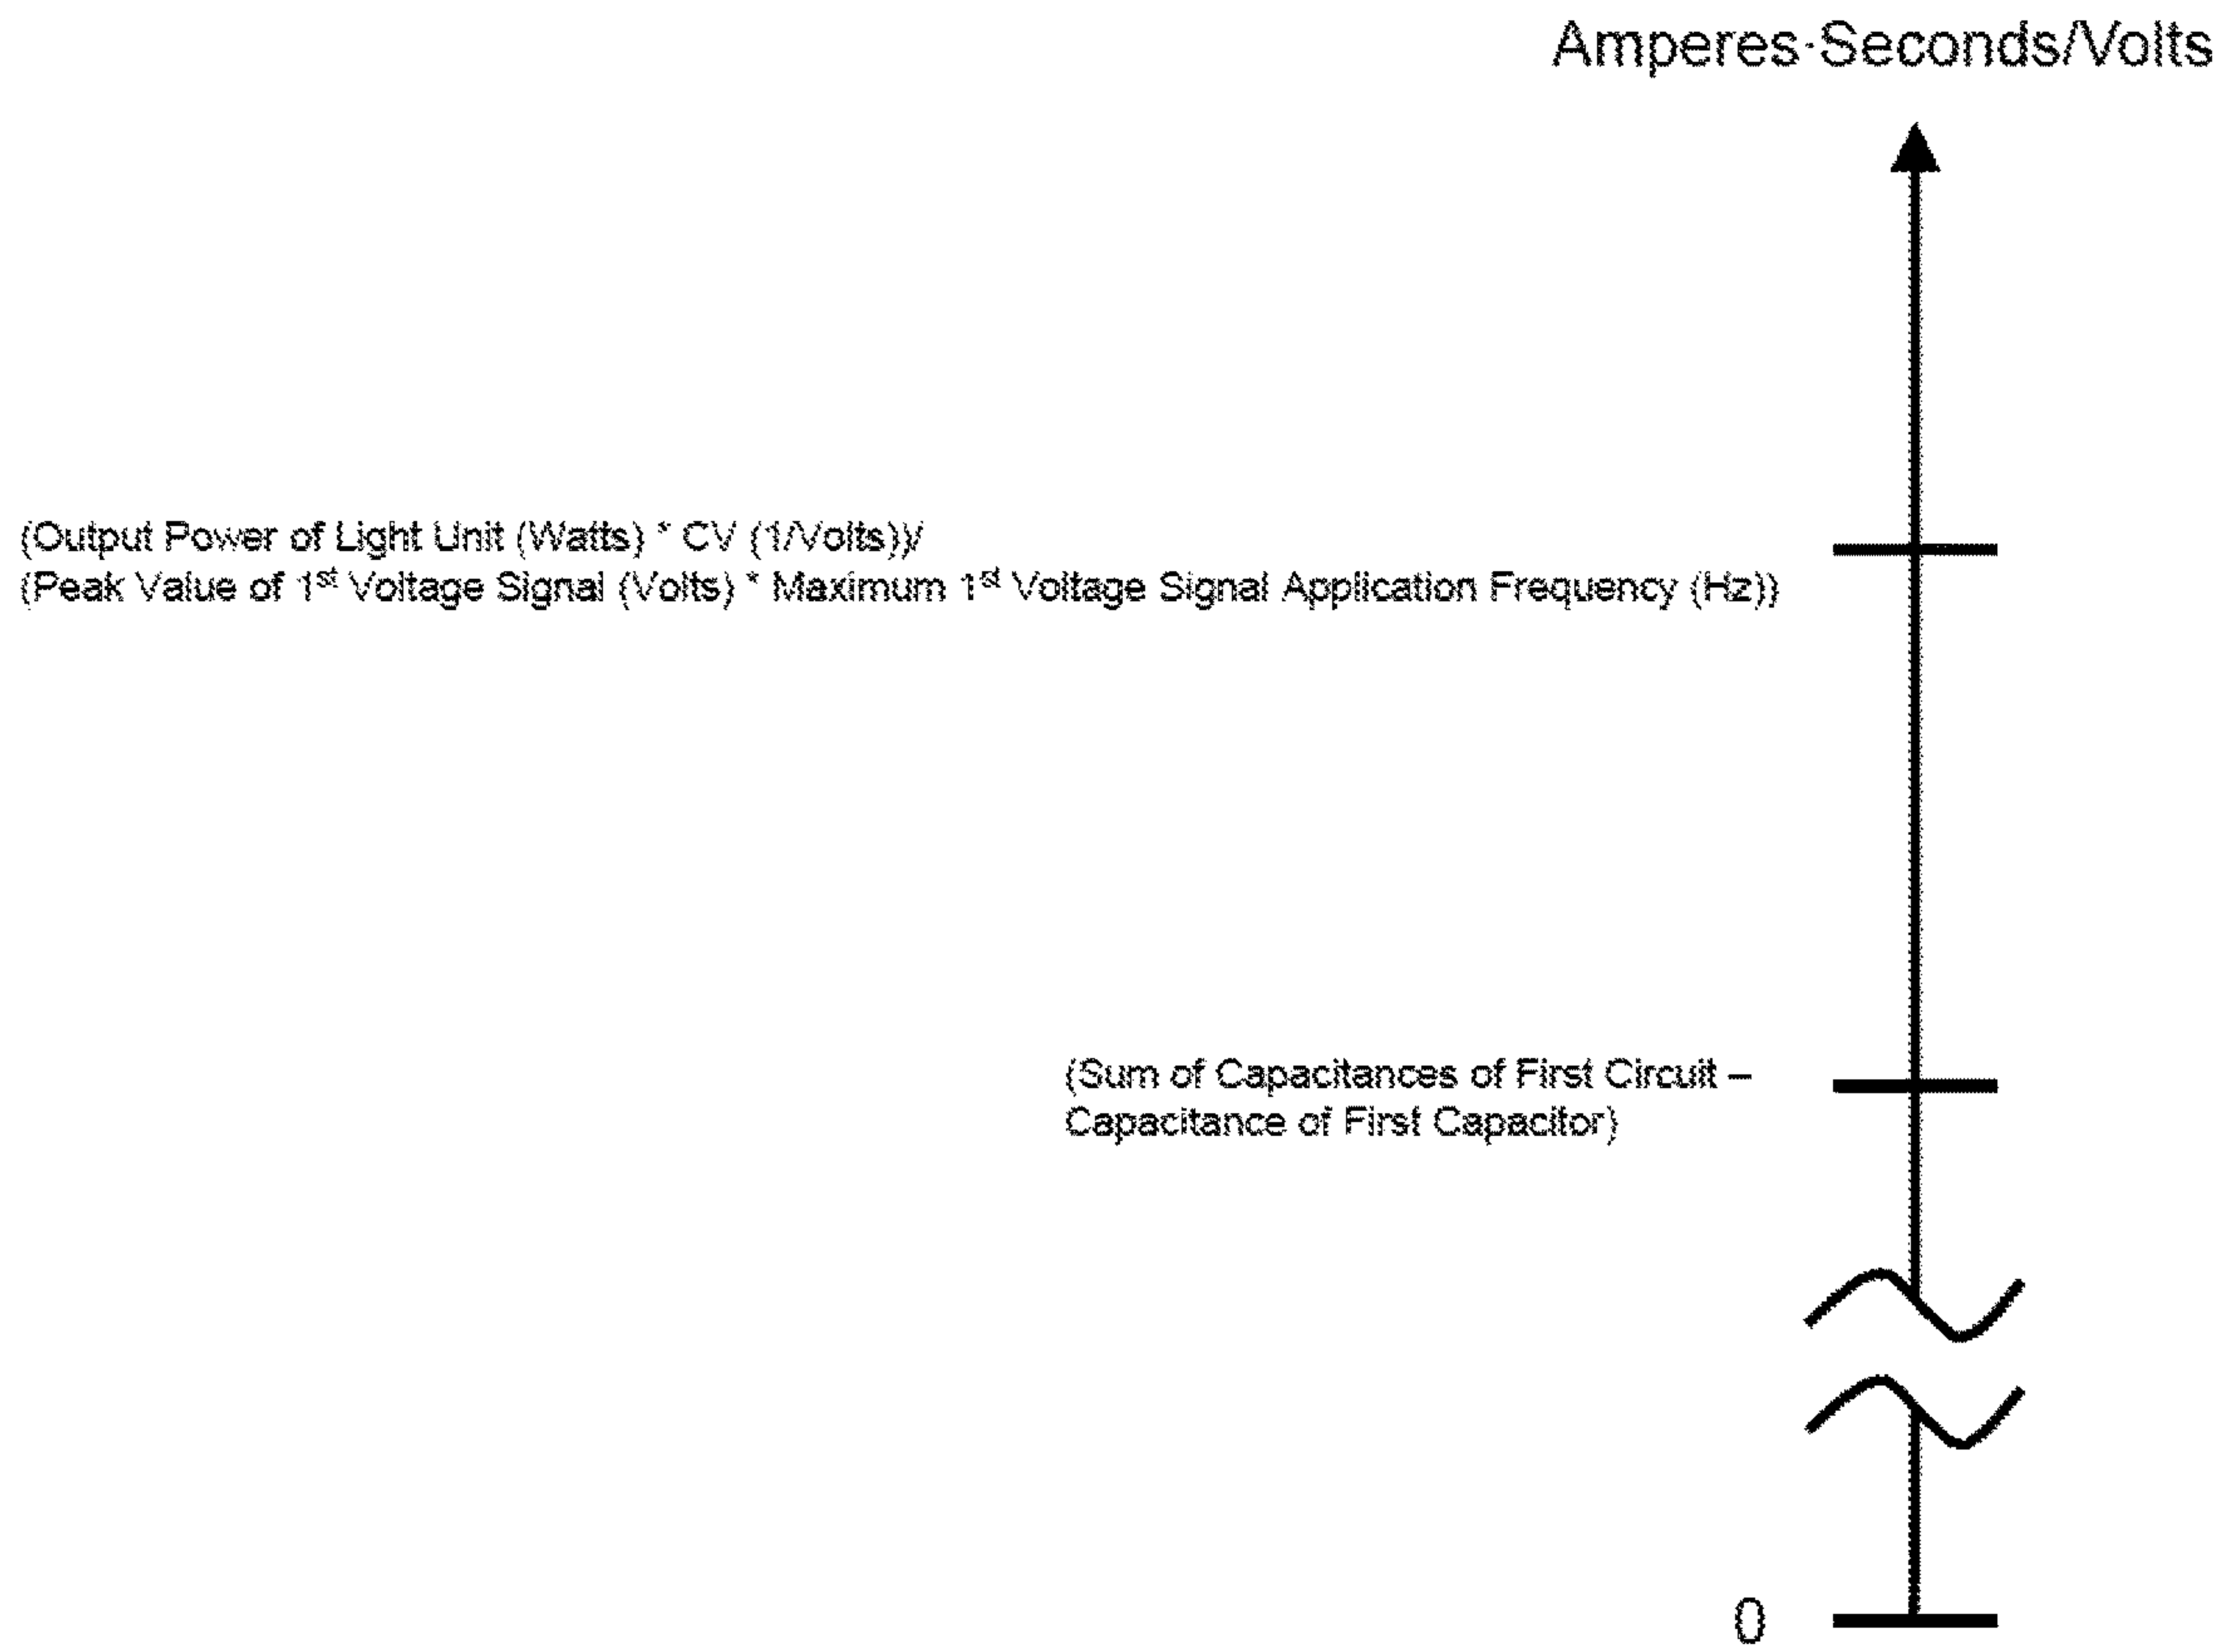 Amperes·Seconds/Volts
(Output Power of Light Unit (Watts) * CV (1/Volts))/
(Peak Value of 1st Voltage Signal (Volts) * Maximum 1st Voltage Signal Application Frequency (Hz))
(Sum of Capacitances of First Circuit –
Capacitance of First Capacitor)
0